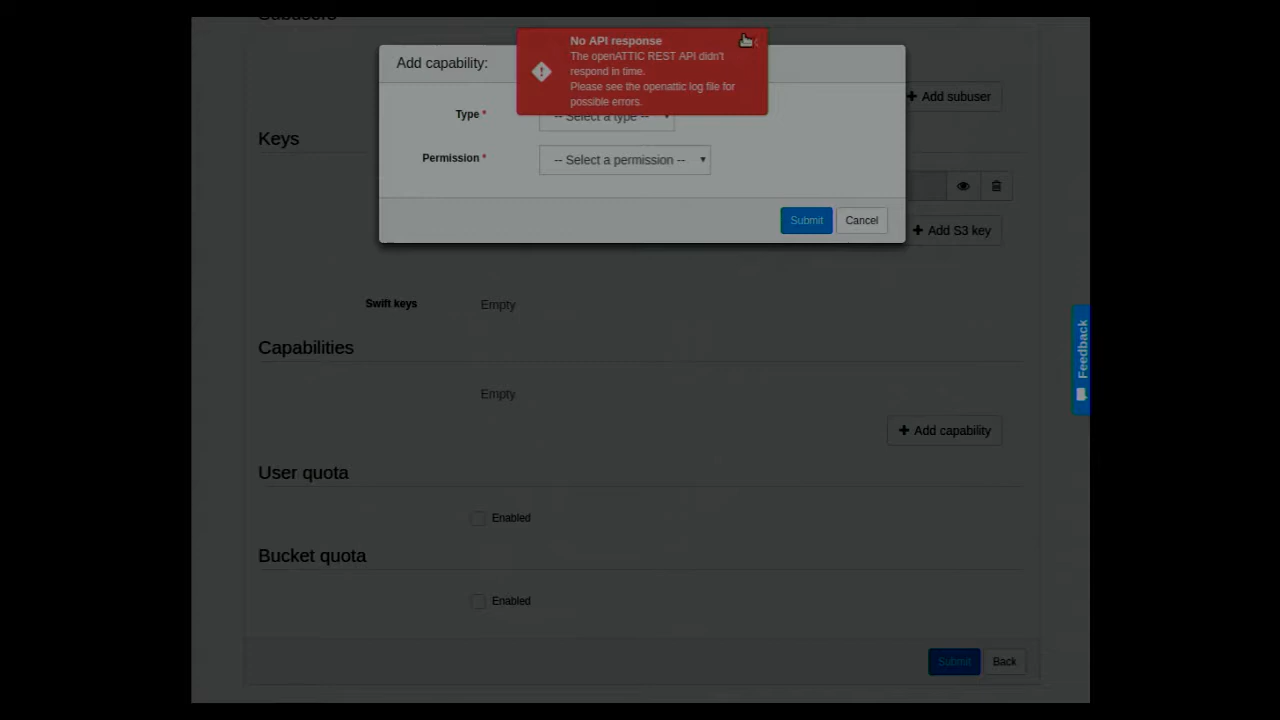 Subusers
No API response
The openATTIC REST API didn't
respond in time.
Please see the openattic log file for
possible errors.
Add capability:
Type *
-- Select a type --
Permission *
-- Select a permission --
Submit
Cancel
Add subuser
Keys
Add S3 key
Swift keys
Empty
Capabilities
Empty
Add capability
User quota
Enabled
Bucket quota
Enabled
Submit
Back
Feedback